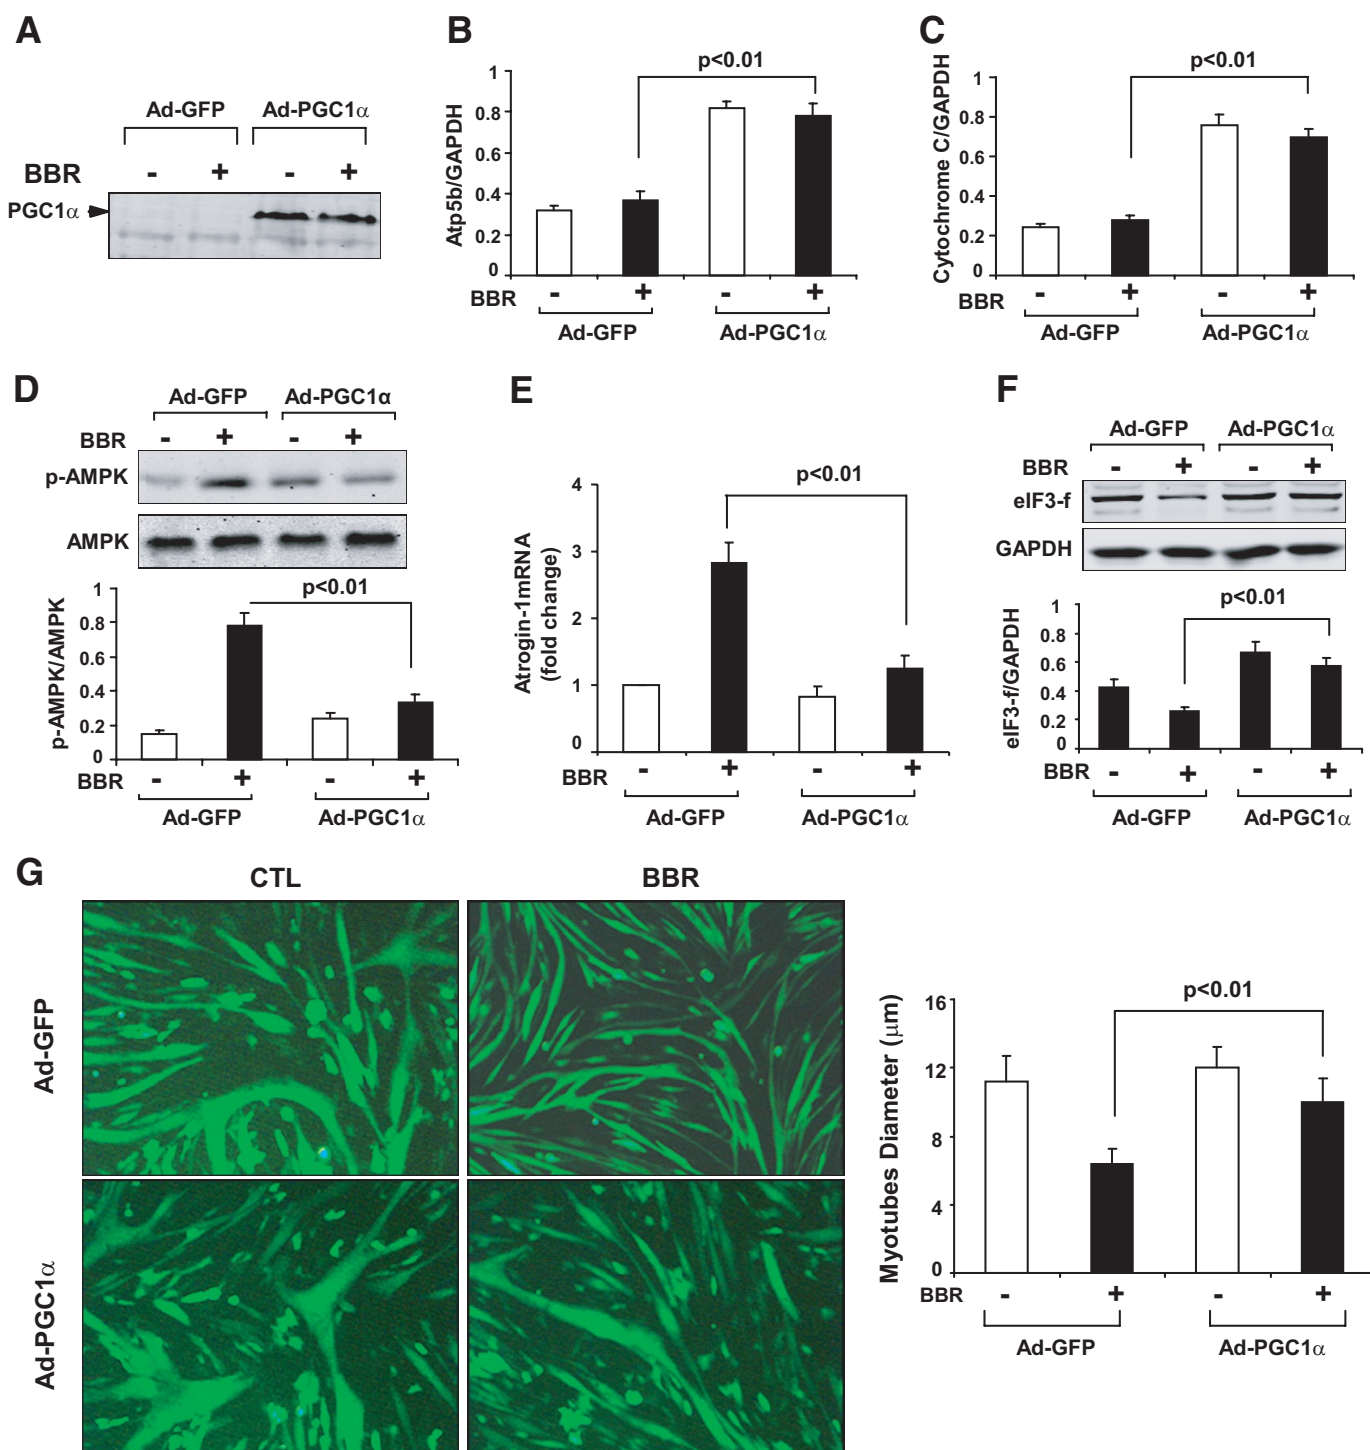 A
Ad-GFP Ad-PGC1α
BBR - + - +
PGC1α
B
p<0.01
Atp5b/GAPDH
1
0.8
0.6
0.4
0.2
0
BBR - + - +
Ad-GFP Ad-PGC1α
C
p<0.01
Cytochrome C/GAPDH
1
0.8
0.6
0.4
0.2
0
BBR - + - +
Ad-GFP Ad-PGC1α
D
Ad-GFP Ad-PGC1α
BBR - + - +
p-AMPK
AMPK
p<0.01
p-AMPK/AMPK
1
0.8
0.6
0.4
0.2
0
BBR - + - +
Ad-GFP Ad-PGC1α
E
p<0.01
Atrogin-1mRNA
(fold change)
4
3
2
1
0
BBR - + - +
Ad-GFP Ad-PGC1α
F
Ad-GFP Ad-PGC1α
BBR - + - +
eIF3-f
GAPDH
p<0.01
eIF3-f/GAPDH
1
0.8
0.6
0.4
0.2
0
BBR - + - +
Ad-GFP Ad-PGC1α
G
CTL BBR
Ad-GFP
Ad-PGC1α
p<0.01
Myotubes Diameter (μm)
16
12
8
4
0
BBR - + - +
Ad-GFP Ad-PGC1α